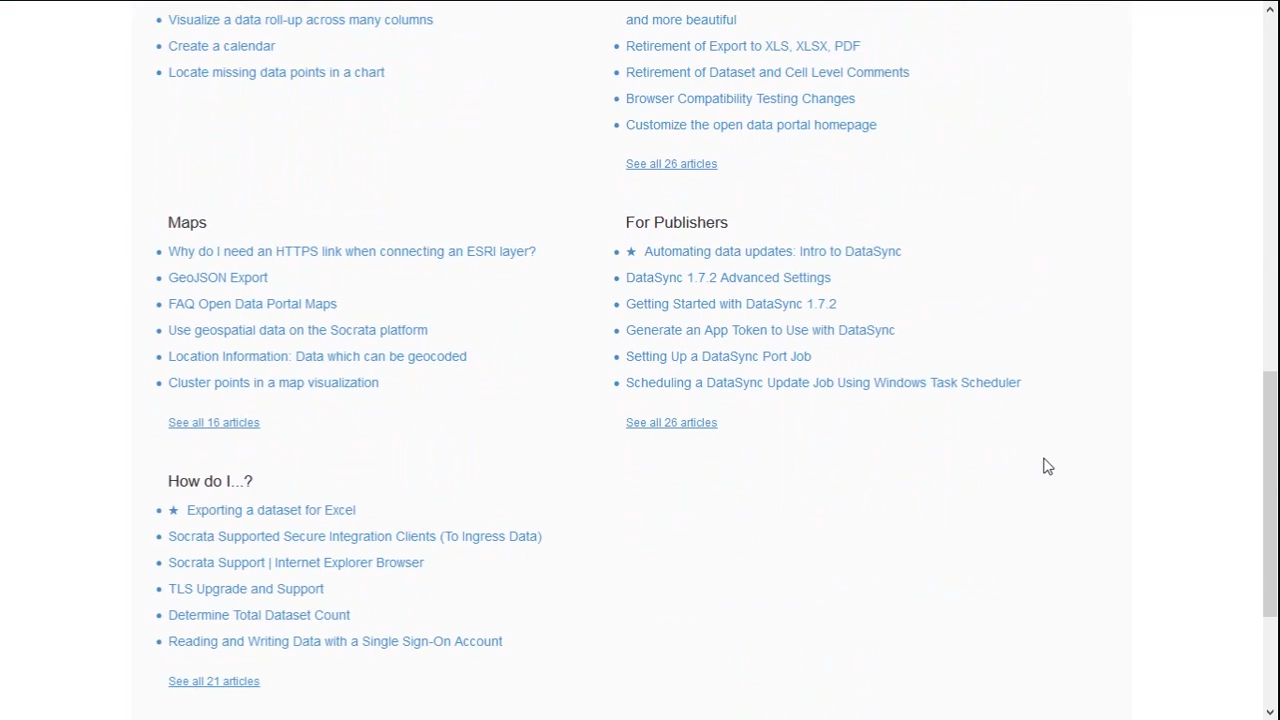 Visualize a data roll-up across many columns
Create a calendar
Locate missing data points in a chart
and more beautiful
Retirement of Export to XLS, XLSX, PDF
Retirement of Dataset and Cell Level Comments
Browser Compatibility Testing Changes
Customize the open data portal homepage
See all 26 articles
Maps
Why do I need an HTTPS link when connecting an ESRI layer?
GeoJSON Export
FAQ Open Data Portal Maps
Use geospatial data on the Socrata platform
Location Information: Data which can be geocoded
Cluster points in a map visualization
See all 16 articles
For Publishers
★ Automating data updates: Intro to DataSync
DataSync 1.7.2 Advanced Settings
Getting Started with DataSync 1.7.2
Generate an App Token to Use with DataSync
Setting Up a DataSync Port Job
Scheduling a DataSync Update Job Using Windows Task Scheduler
See all 26 articles
How do I...?
★ Exporting a dataset for Excel
Socrata Supported Secure Integration Clients (To Ingress Data)
Socrata Support | Internet Explorer Browser
TLS Upgrade and Support
Determine Total Dataset Count
Reading and Writing Data with a Single Sign-On Account
See all 21 articles